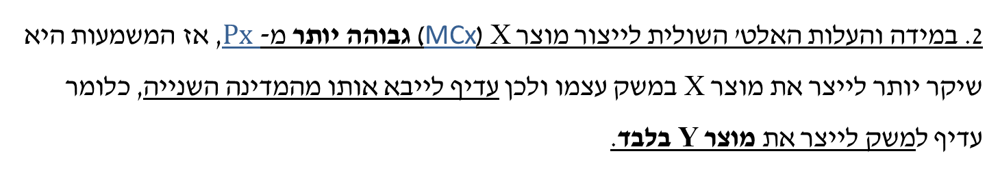 2. במידה והעלות האלט' השולית לייצור מוצר X (MCx) גבוהה יותר מ- Px, אז המשמעות היא
שיקר יותר לייצר את מוצר X במשק עצמו ולכן עדיף לייבא אותו מהמדינה השנייה, כלומר
עדיף למשק לייצר את מוצר Y בלבד.